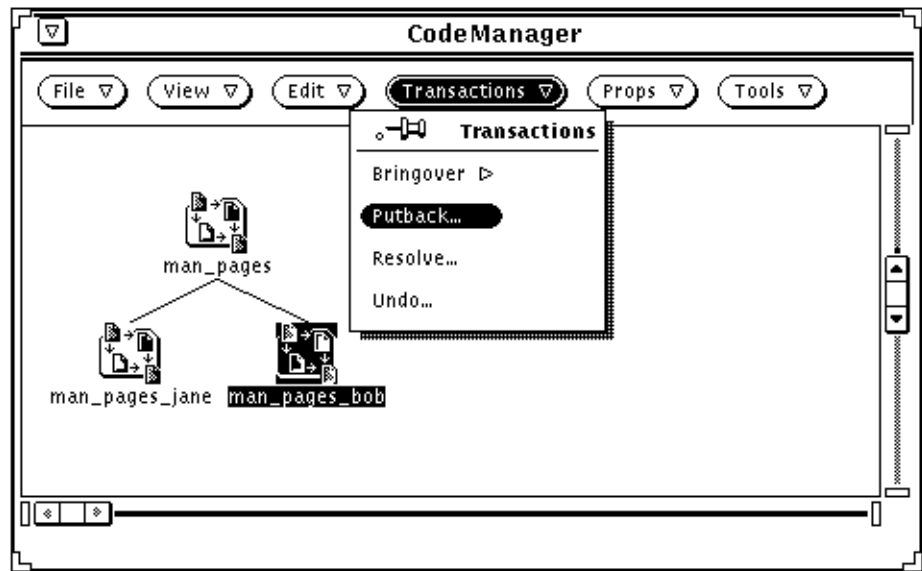 CodeManager
File View Edit Transactions Props Tools
Transactions
Bringover
Putback…
Resolve…
Undo…
man_pages
man_pages_jane man_pages_bob